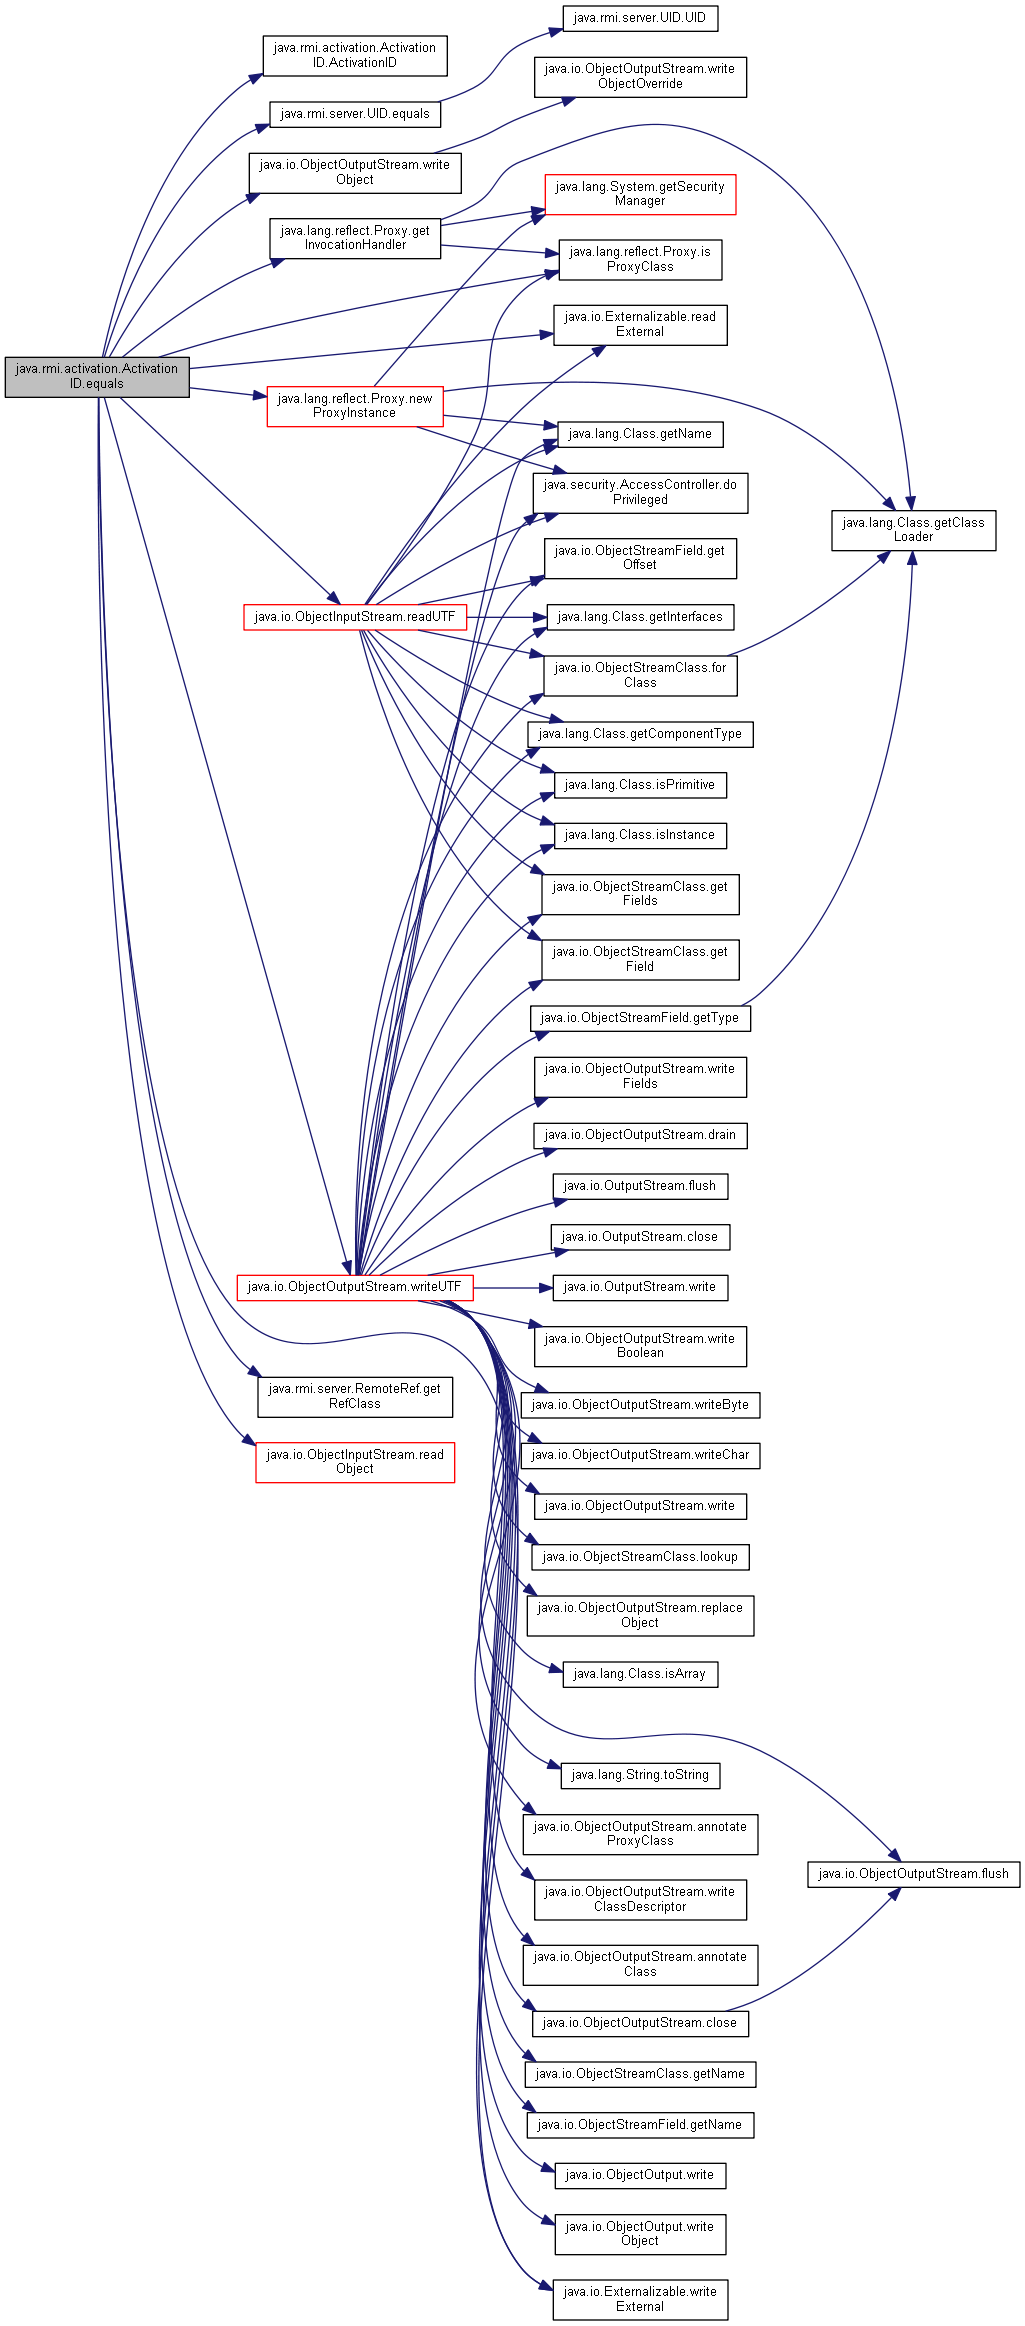 java.rmi.server.UID.UID
java.rmi.activation.Activation
ID.ActivationID
java.io.ObjectOutputStream.write
ObjectOverride
java.rmi.server.UID.equals
java.io.ObjectOutputStream.write
Object
java.lang.System.getSecurity
Manager
java.lang.reflect.Proxy.get
InvocationHandler
java.lang.reflect.Proxy.is
ProxyClass
java.io.Externalizable.read
External
java.rmi.activation.Activation
ID.equals
java.lang.reflect.Proxy.new
ProxyInstance
java.lang.Class.getName
java.security.AccessController.do
Privileged
java.lang.Class.getClass
Loader
java.io.ObjectStreamField.get
Offset
java.io.ObjectInputStream.readUTF
java.lang.Class.getInterfaces
java.io.ObjectStreamClass.for
Class
java.lang.Class.getComponentType
java.lang.Class.isPrimitive
java.lang.Class.isInstance
java.io.ObjectStreamClass.get
Fields
java.io.ObjectStreamClass.get
Field
java.io.ObjectStreamField.getType
java.io.ObjectOutputStream.write
Fields
java.io.ObjectOutputStream.drain
java.io.OutputStream.flush
java.io.OutputStream.close
java.io.ObjectOutputStream.writeUTF
java.io.OutputStream.write
java.io.ObjectOutputStream.write
Boolean
java.rmi.server.RemoteRef.get
RefClass
java.io.ObjectOutputStream.writeByte
java.io.ObjectInputStream.read
Object
java.io.ObjectOutputStream.writeChar
java.io.ObjectOutputStream.write
java.io.ObjectStreamClass.lookup
java.io.ObjectOutputStream.replace
Object
java.lang.Class.isArray
java.lang.String.toString
java.io.ObjectOutputStream.annotate
ProxyClass
java.io.ObjectOutputStream.flush
java.io.ObjectOutputStream.write
ClassDescriptor
java.io.ObjectOutputStream.annotate
Class
java.io.ObjectOutputStream.close
java.io.ObjectStreamClass.getName
java.io.ObjectStreamField.getName
java.io.ObjectOutput.write
java.io.ObjectOutput.write
Object
java.io.Externalizable.write
External